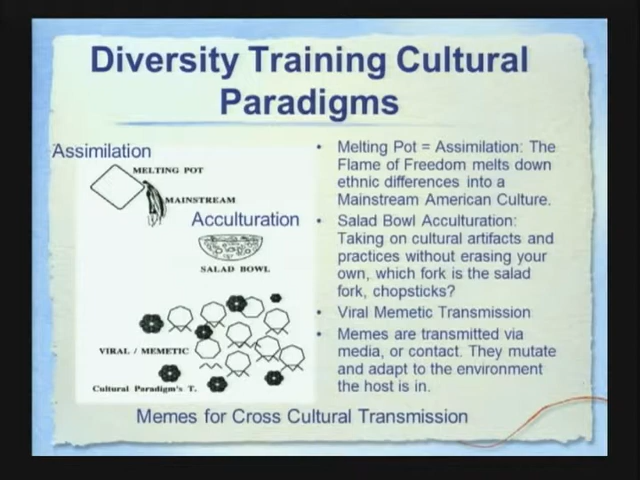 Diversity Training Cultural
Paradigms
Assimilation
MELTING POT
MAINSTREAM
Acculturation
SALAD BOWL
VIRAL / MEMETIC
Cultural Paradigm's T.
• Melting Pot = Assimilation: The
Flame of Freedom melts down
ethnic differences into a
Mainstream American Culture.
• Salad Bowl Acculturation:
Taking on cultural artifacts and
practices without erasing your
own, which fork is the salad
fork, chopsticks?
• Viral Memetic Transmission
• Memes are transmitted via
media, or contact. They mutate
and adapt to the environment
the host is in.
Memes for Cross Cultural Transmission